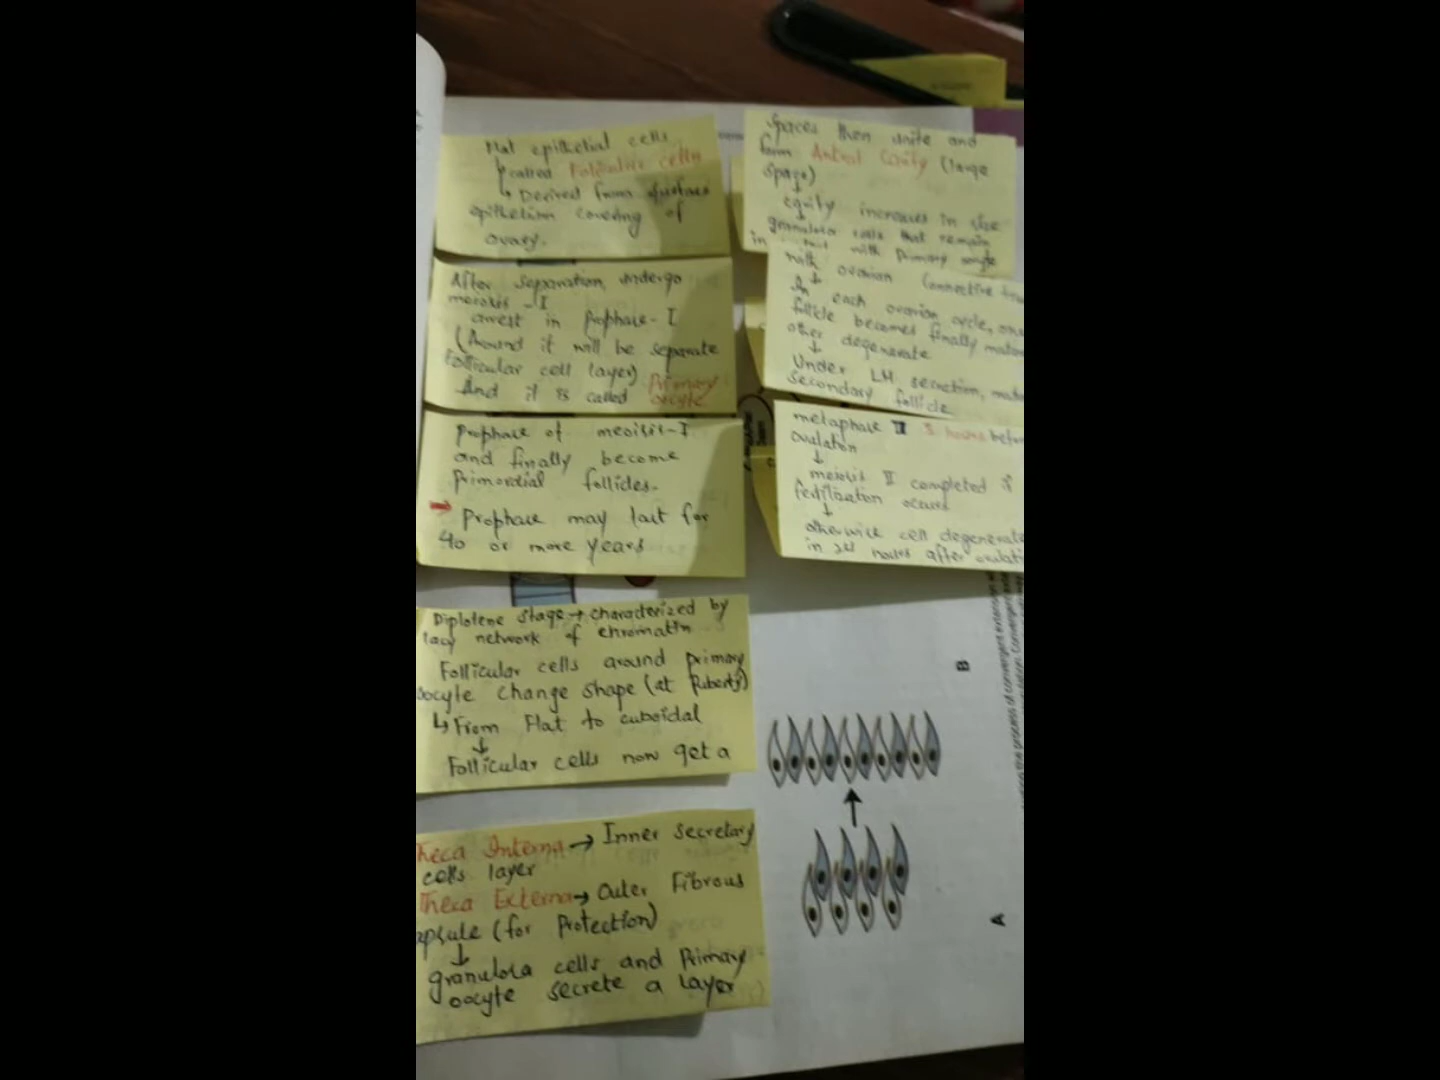 Flat epithelial cells
called Follicular cells
Derived from surface
epithelium covering of
ovary.
After separation, undergo
meiosis - I
arrest in Prophase - I
(Around it will be separate
follicular cell layer)
And it is called Primary
oocyte
Prophase of meoisis-I
and finally become
Primordial follicles.
→ Prophase may last for
40 or more years
Diplotene stage → characterized by
lacy network of chromatin
Follicular cells around primary
oocyte change shape (at Puberty)
↳ From Flat to cuboidal
↓
Follicular cells now get a
Theca Interna → Inner secretary
cells layer
Theca Externa → Outer Fibrous
apsule (for Protection)
↓
granulosa cells and Primary
oocyte secrete a layer
Spaces then unite and
form Antral Cavity (large
space)
↓
cavity increases in size
↓
granulosa cells that remain
in with Primary oocyte
with ovarian Connective
↓
In each ovarian cycle, one
follicle becomes finally
other degenerate
↓
Under LH secretion,
Secondary follicle
metaphase II 3 hours
Ovulation
↓
meiosis II completed if
fertilization occurs
↓
otherwise cell degenerate
in 24 hours after
B
A